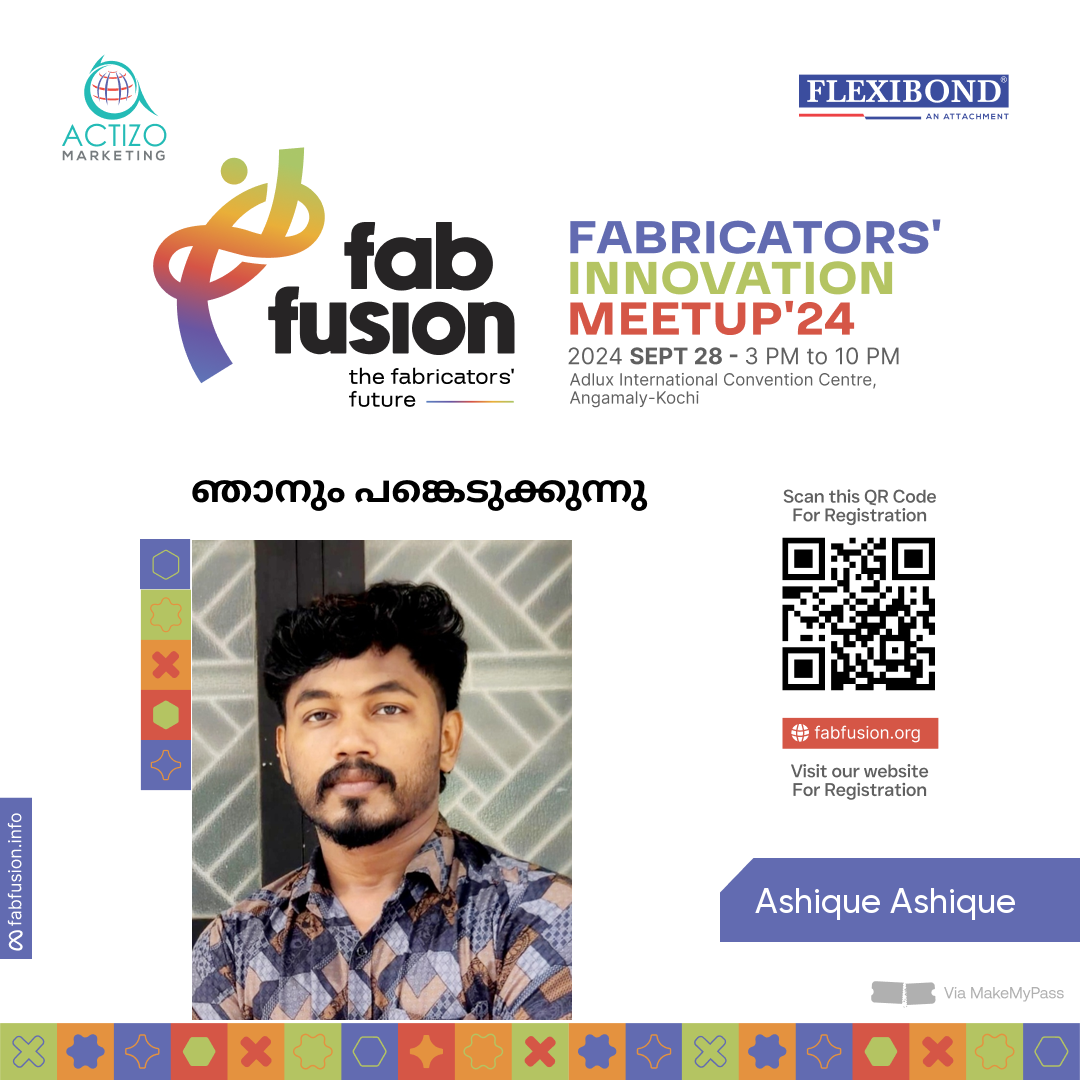 ACTIZO
MARKETING
FLEXIBOND®
AN ATTACHMENT
fab
fusion
the fabricators'
future
FABRICATORS'
INNOVATION
MEETUP'24
2024 SEPT 28 - 3 PM to 10 PM
Adlux International Convention Centre,
Angamaly-Kochi
ഞാനും പങ്കെടുക്കുന്നു
Scan this QR Code
For Registration
fabfusion.org
Visit our website
For Registration
fabfusion.info
Ashique Ashique
Via MakeMyPass